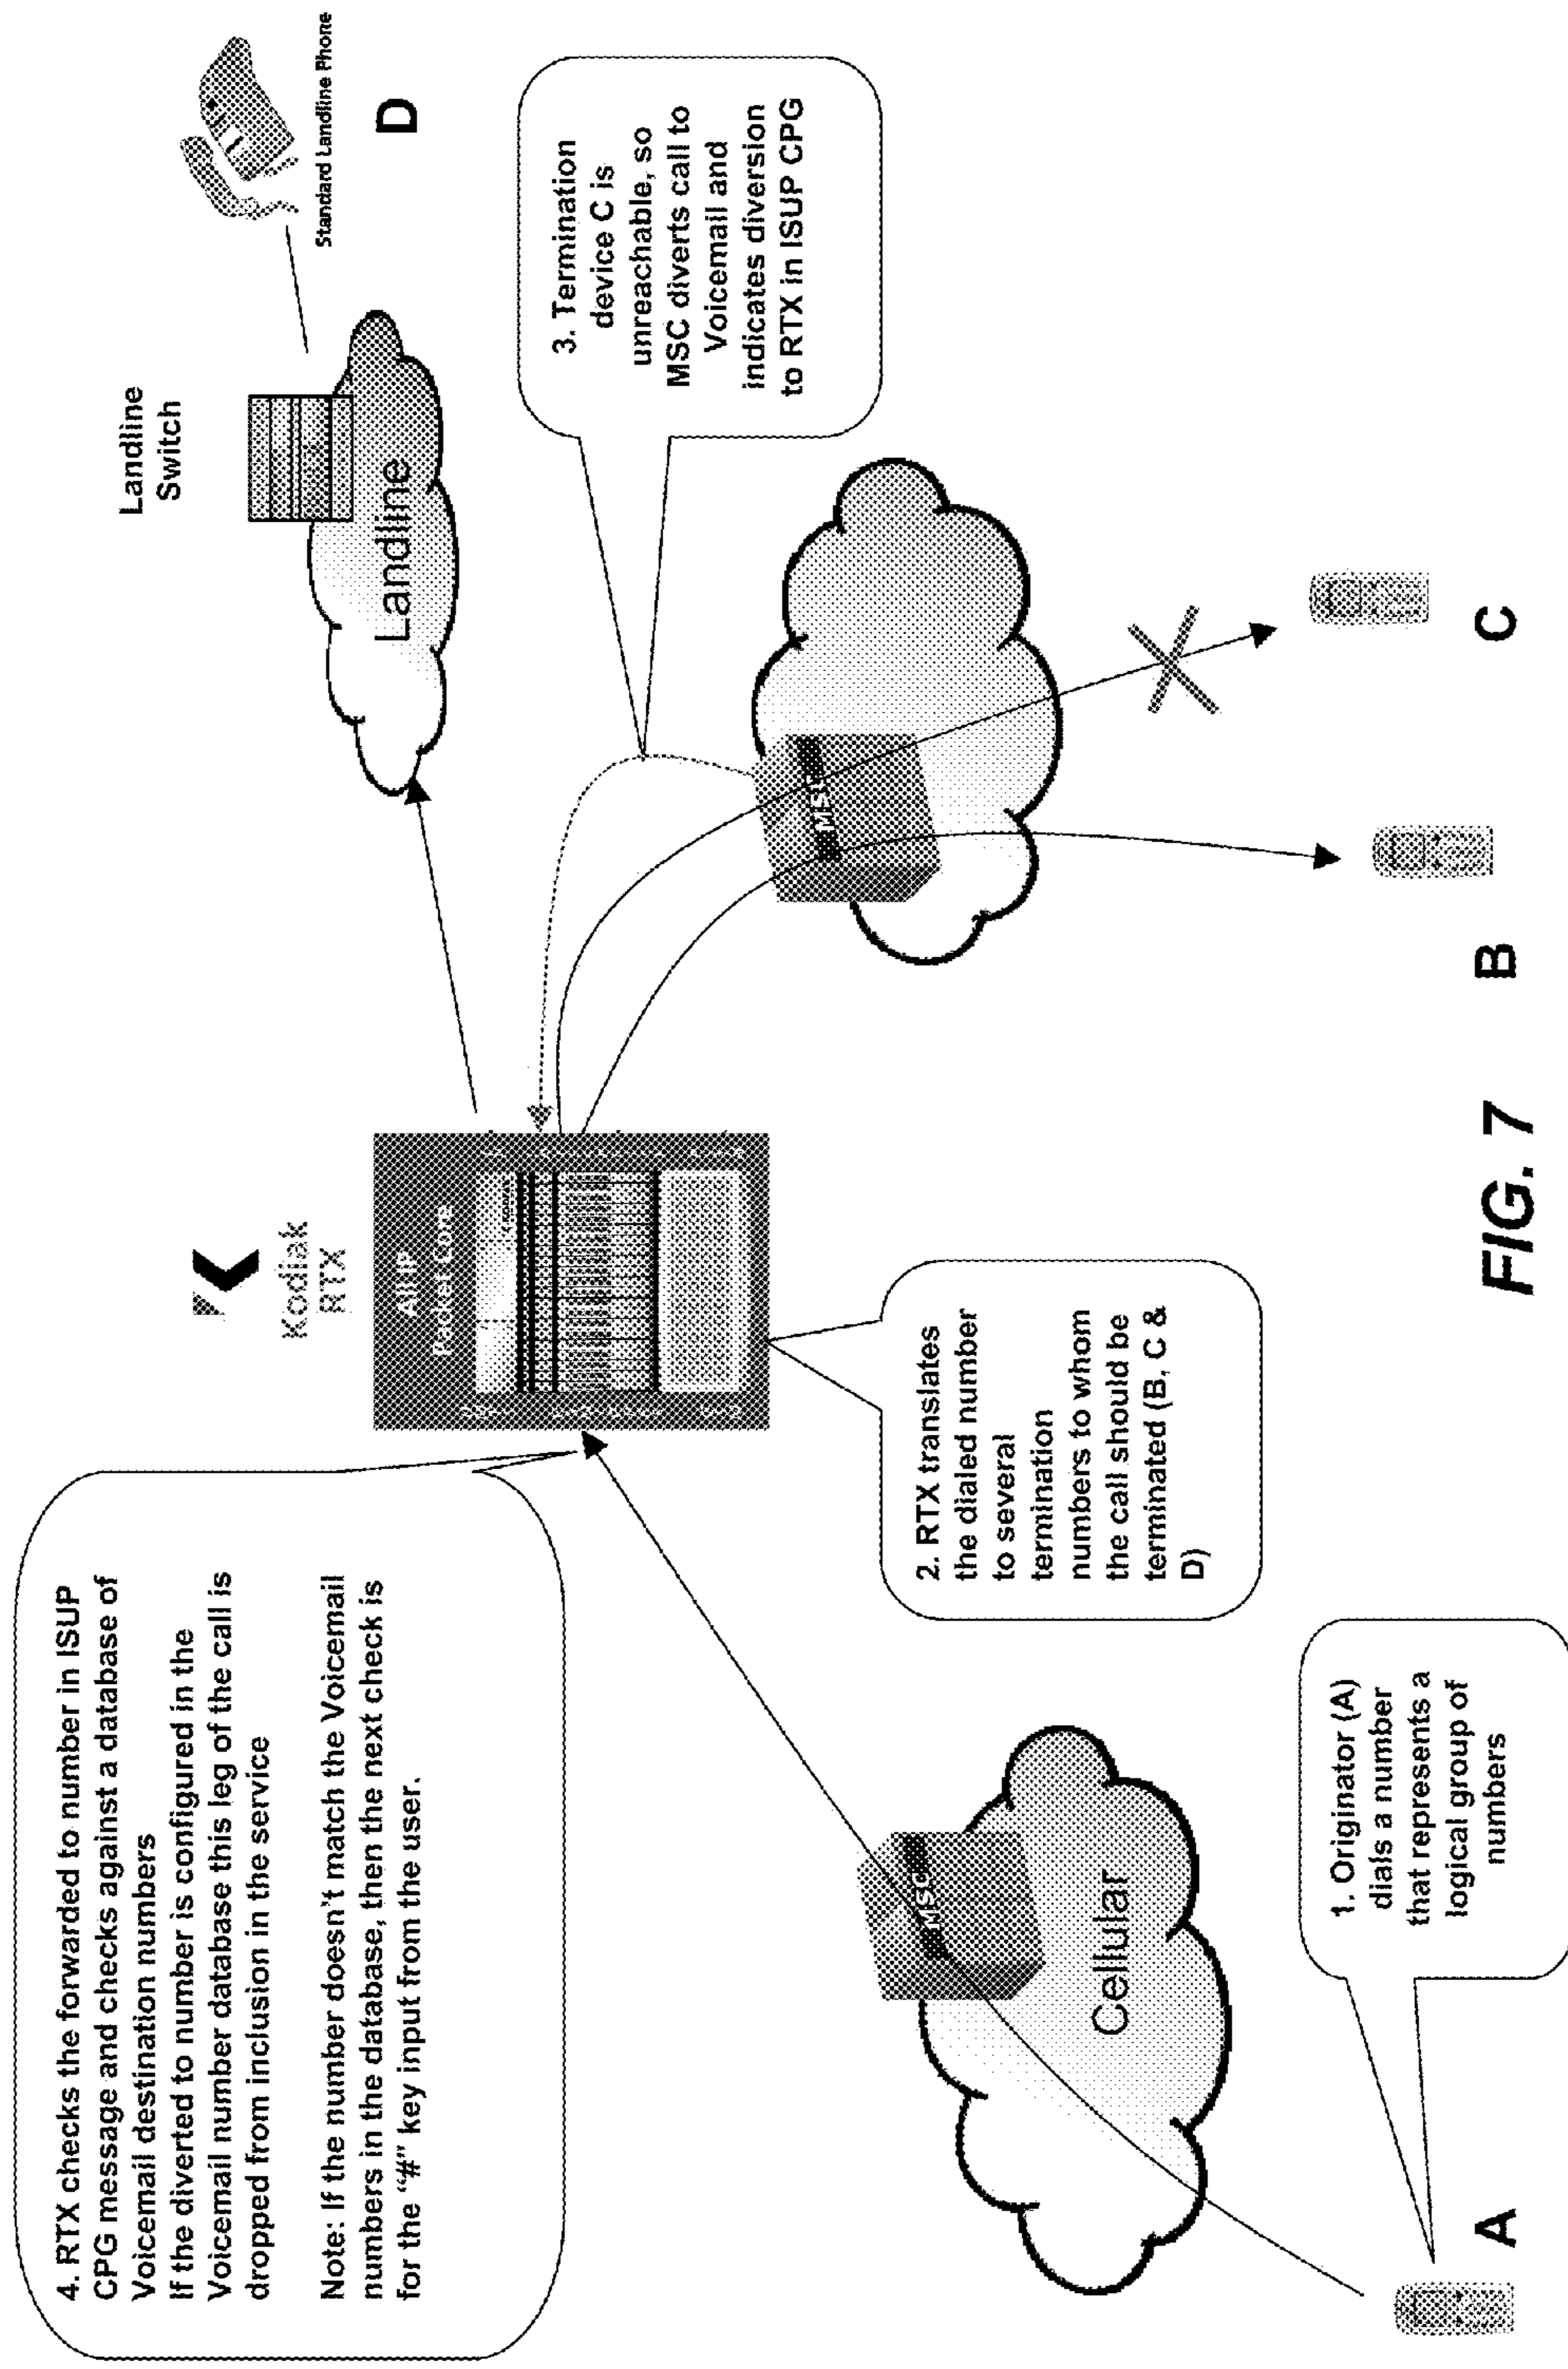 4. RTX checks the forwarded to number in ISUP
CPG message and checks against a database of
Voicemail destination numbers
If the diverted to number is configured in the
Voicemail number database this leg of the call is
dropped from inclusion in the service
Note: If the number doesn't match the Voicemail
numbers in the database, then the next check is
for the "#" key input from the user.
Kodiak
RTX
All IP
Packet Core
Landline
Switch
Landline
Standard Landline Phone
D
3. Termination
device C is
unreachable, so
MSC diverts call to
Voicemail and
indicates diversion
to RTX in ISUP CPG
MSC
Cellular
MSC
2. RTX translates
the dialed number
to several
termination
numbers to whom
the call should be
terminated (B, C &
D)
1. Originator (A)
dials a number
that represents a
logical group of
numbers
A
B
C
FIG. 7